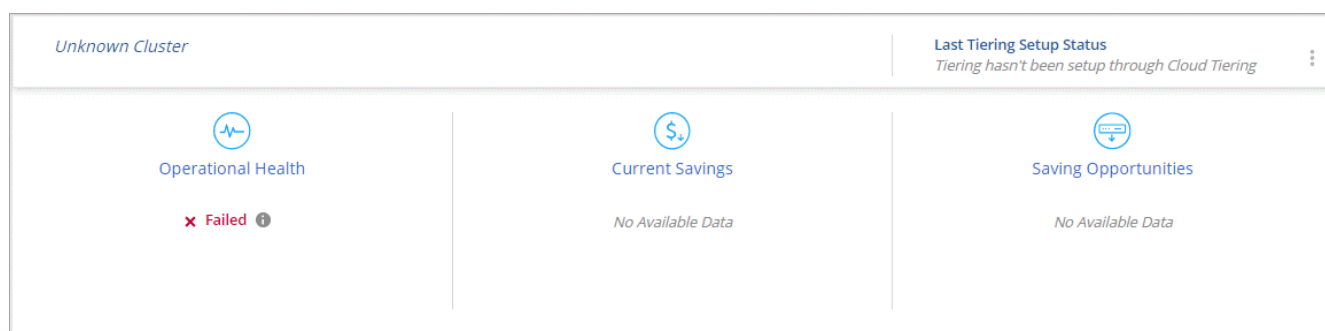 Unknown Cluster
Last Tiering Setup Status
Tiering hasn't been setup through Cloud Tiering
Operational Health
Current Savings
Saving Opportunities
Failed
No Available Data
No Available Data